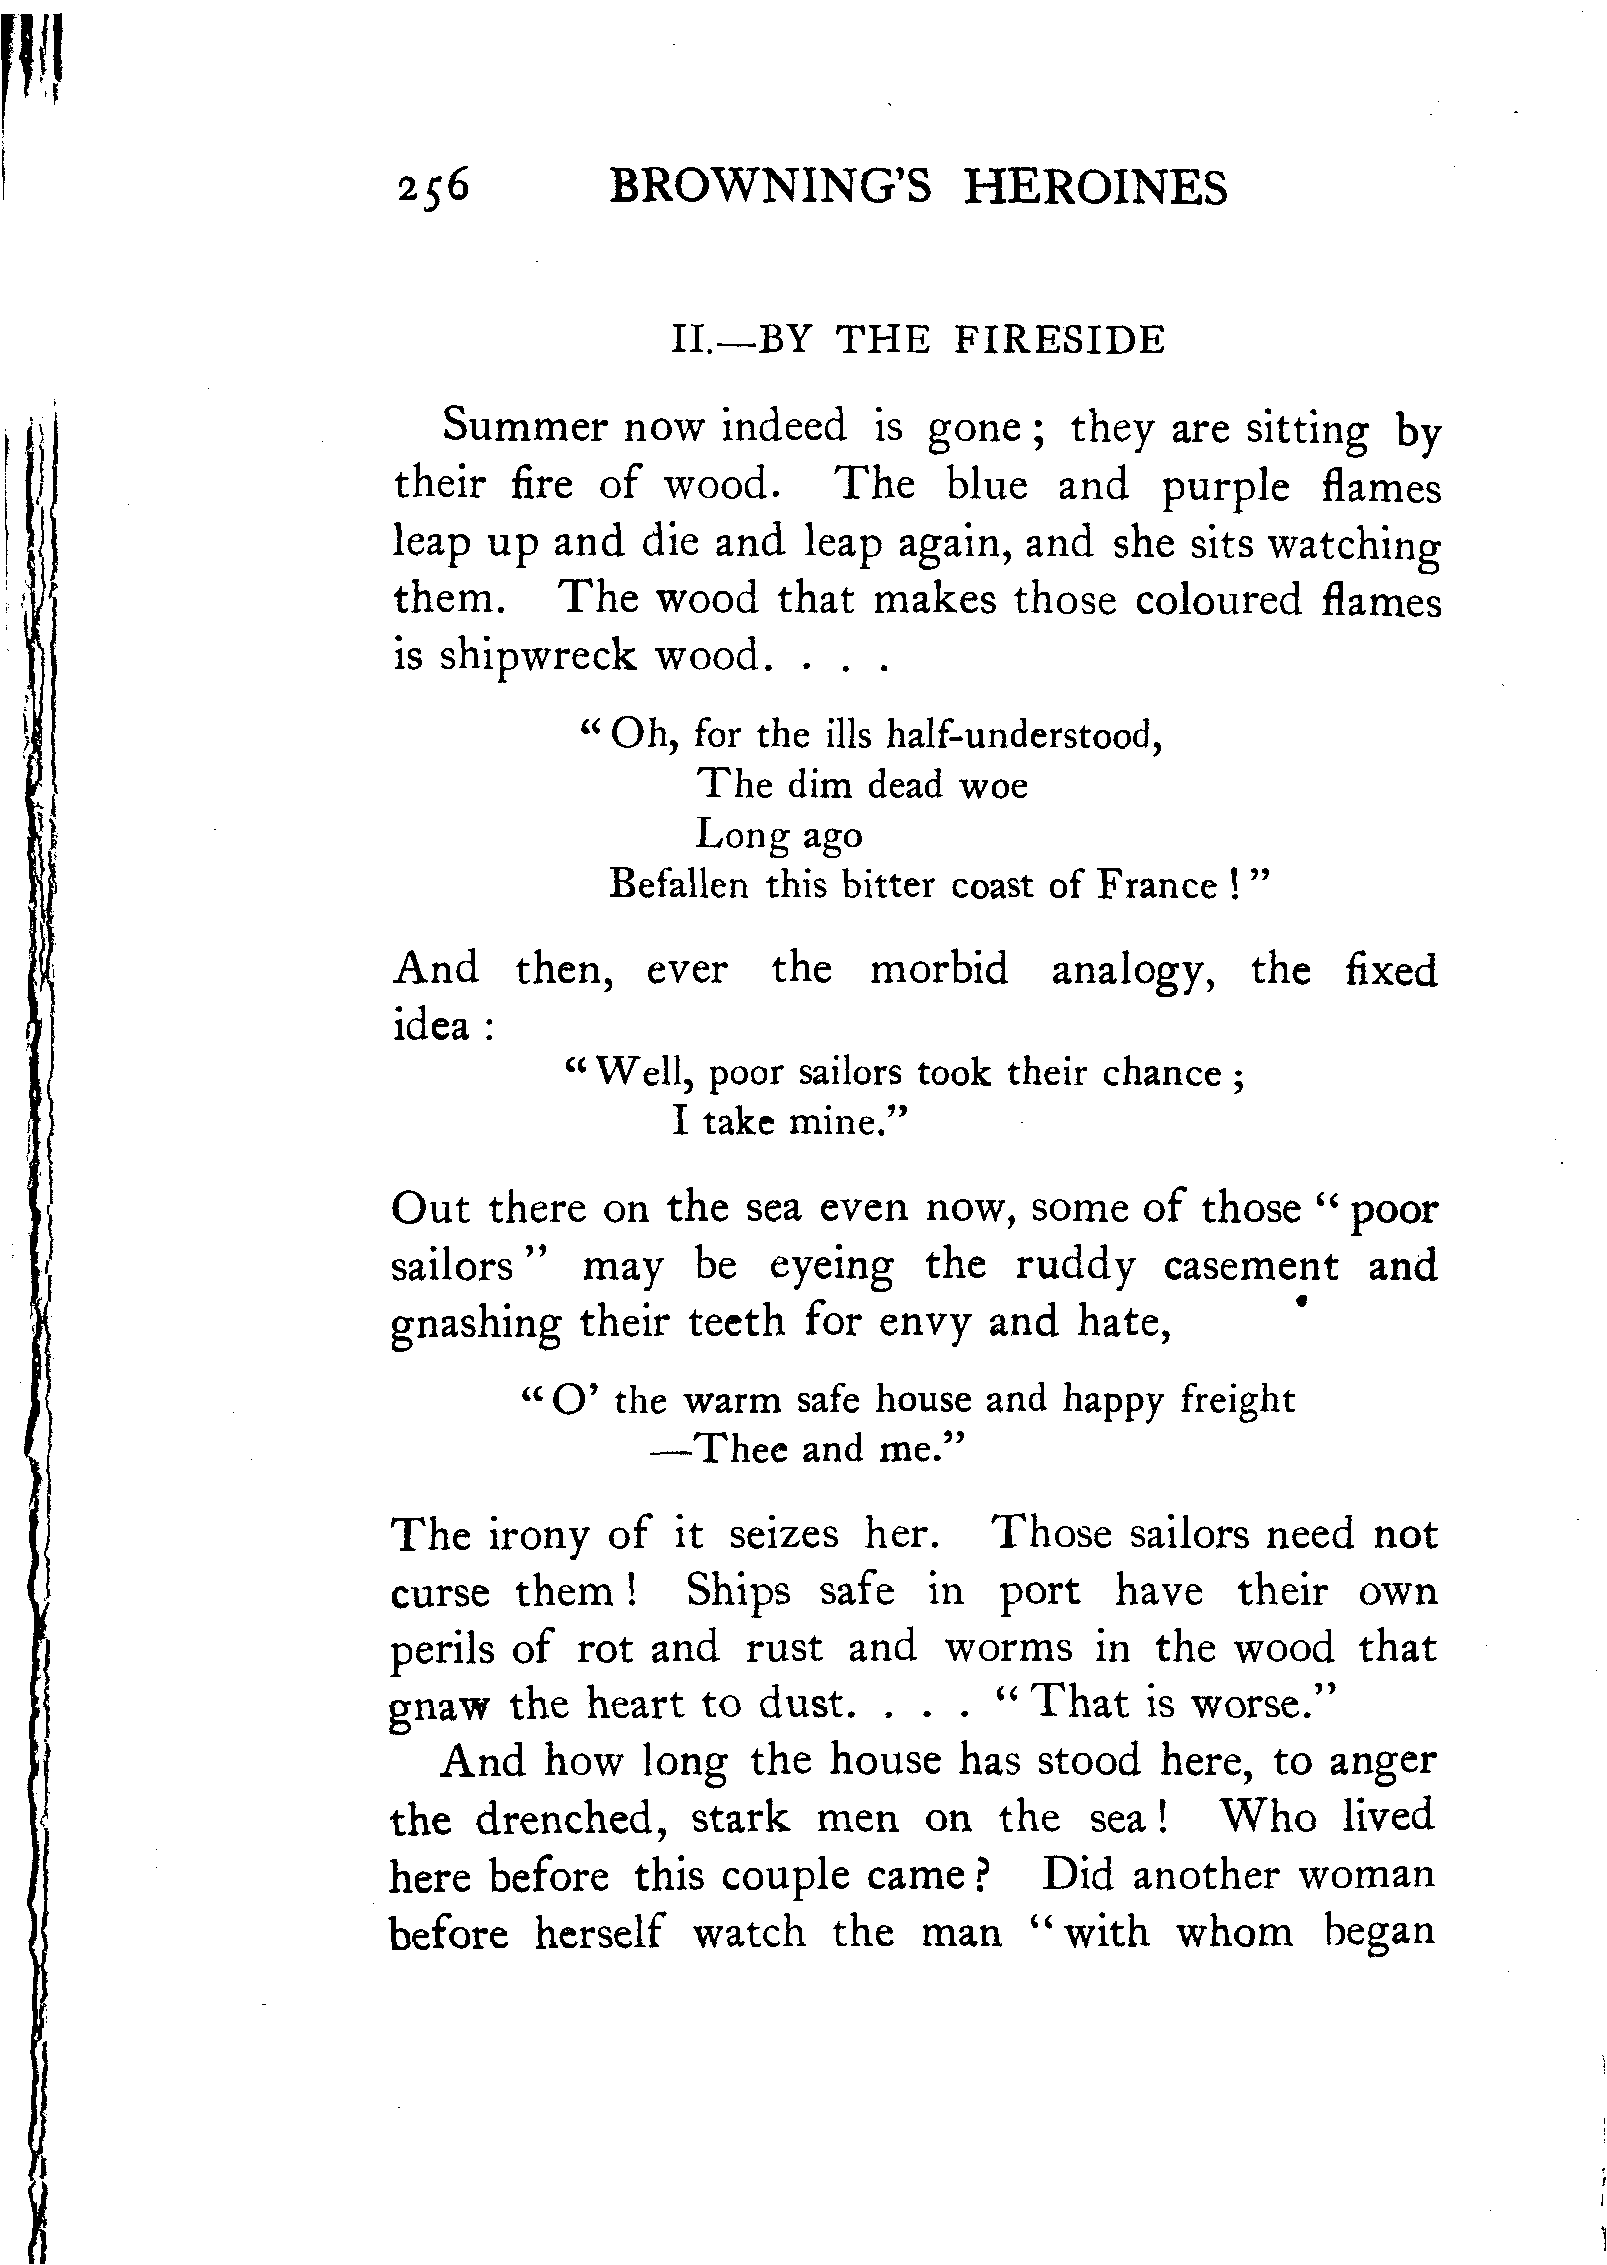 256 BROWNING'S HEROINES
II.—BY THE FIRESIDE
Summer now indeed is gone; they are sitting by
their fire of wood. The blue and purple flames
leap up and die and leap again, and she sits watching
them. The wood that makes those coloured flames
is shipwreck wood. . . .
"Oh, for the ills half-understood,
The dim dead woe
Long ago
Befallen this bitter coast of France!"
And then, ever the morbid analogy, the fixed
idea:
"Well, poor sailors took their chance;
I take mine."
Out there on the sea even now, some of those "poor
sailors" may be eyeing the ruddy casement and
gnashing their teeth for envy and hate,
"O' the warm safe house and happy freight
—Thee and me."
The irony of it seizes her. Those sailors need not
curse them! Ships safe in port have their own
perils of rot and rust and worms in the wood that
gnaw the heart to dust. . . . "That is worse."
And how long the house has stood here, to anger
the drenched, stark men on the sea! Who lived
here before this couple came? Did another woman
before herself watch the man "with whom began